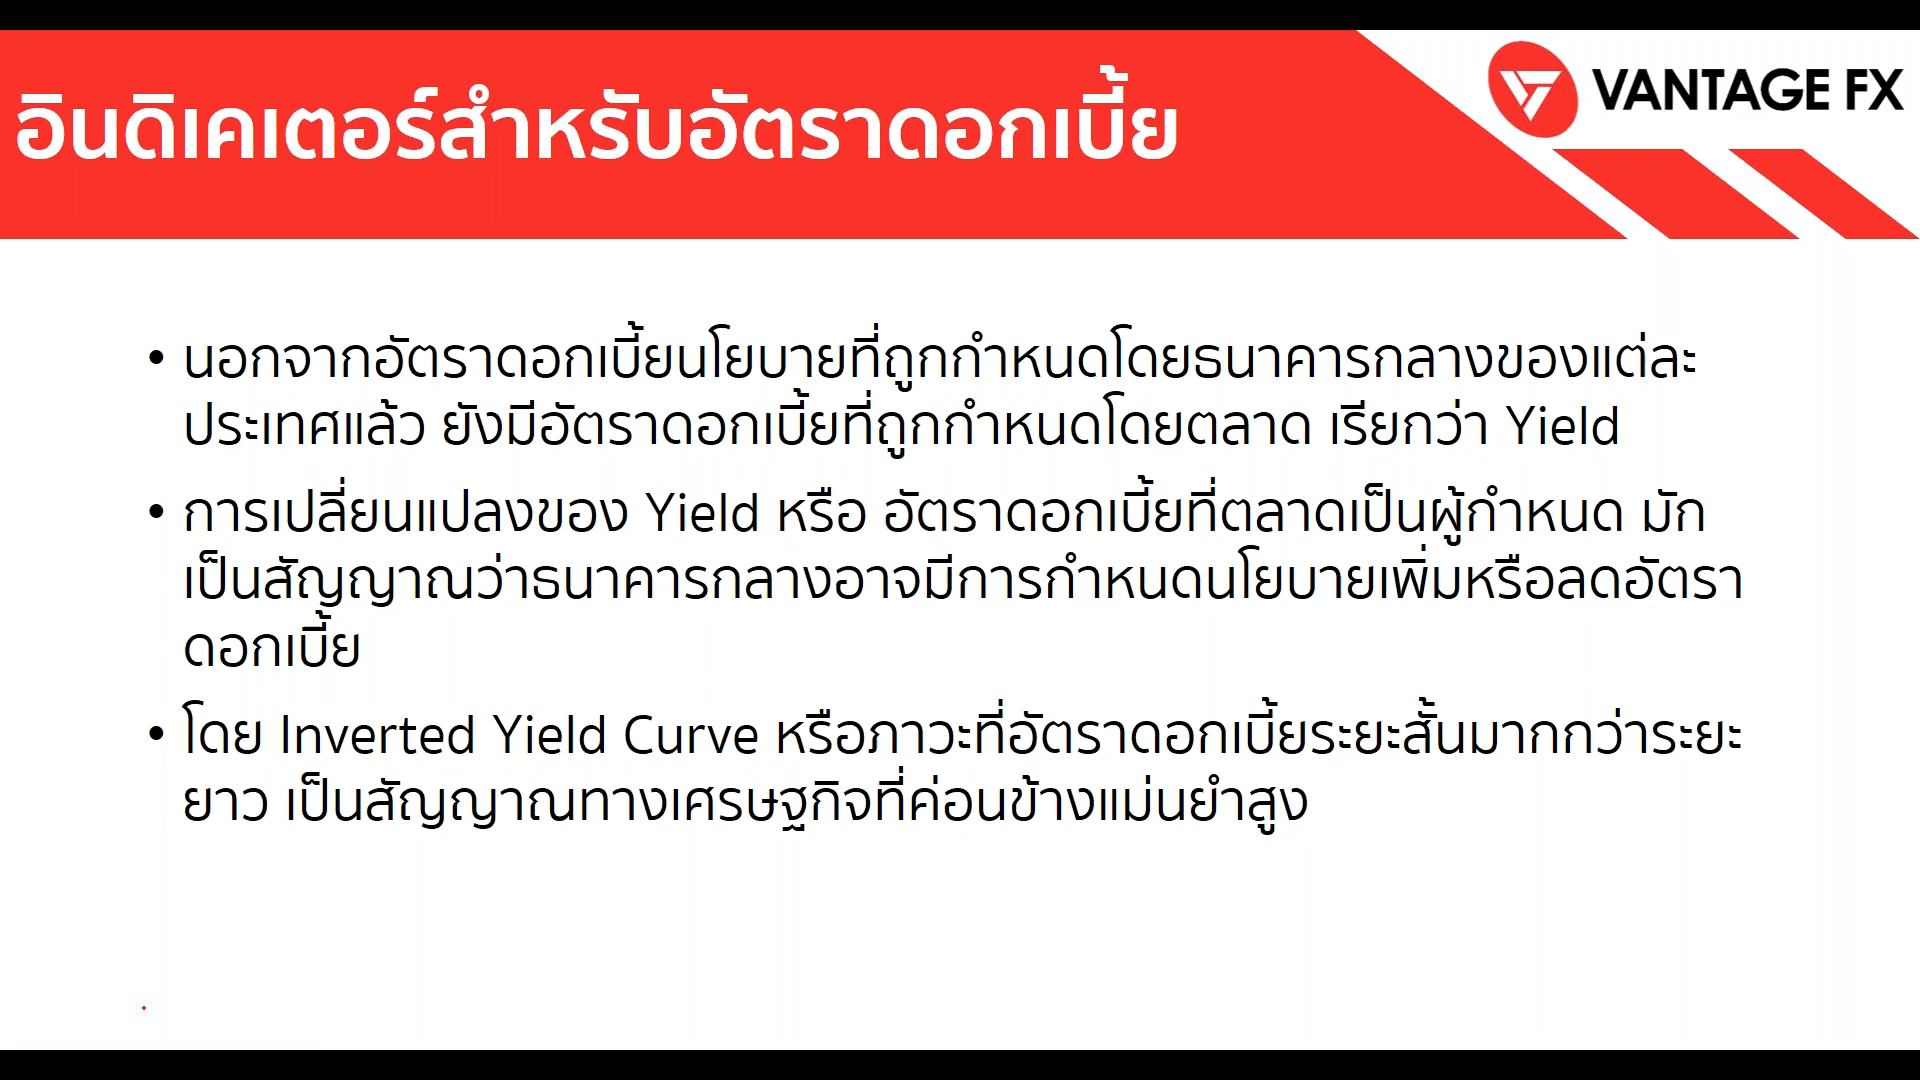 อินดิเคเตอร์สำหรับอัตราดอกเบี้ย
VANTAGE FX
• นอกจากอัตราดอกเบี้ยนโยบายที่ถูกกำหนดโดยธนาคารกลางของแต่ละ
ประเทศแล้ว ยังมีอัตราดอกเบี้ยที่ถูกกำหนดโดยตลาด เรียกว่า Yield
• การเปลี่ยนแปลงของ Yield หรือ อัตราดอกเบี้ยที่ตลาดเป็นผู้กำหนด มัก
เป็นสัญญาณว่าธนาคารกลางอาจมีการกำหนดนโยบายเพิ่มหรือลดอัตรา
ดอกเบี้ย
• โดย Inverted Yield Curve หรือภาวะที่อัตราดอกเบี้ยระยะสั้นมากกว่าระยะ
ยาว เป็นสัญญาณทางเศรษฐกิจที่ค่อนข้างแม่นยำสูง